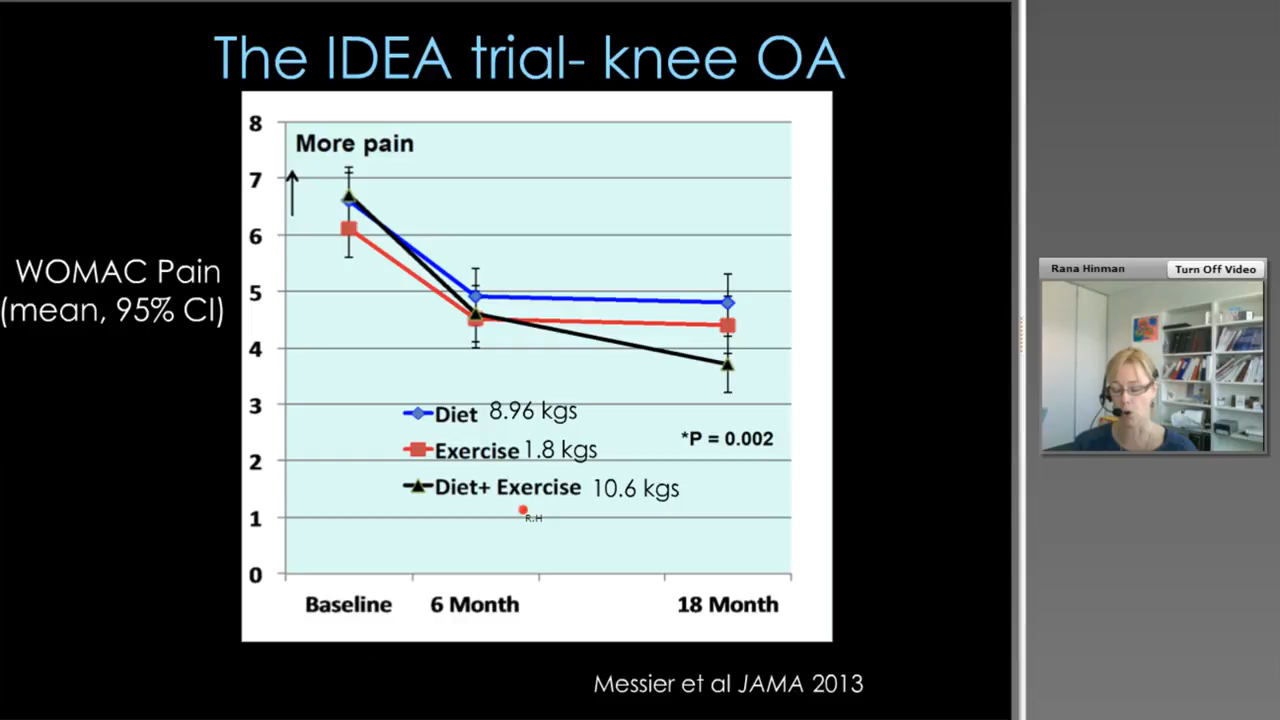 The IDEA trial- knee OA
8
More pain
7
6
WOMAC Pain
(mean, 95% CI)
5
4
3
Diet 8.96 kgs
*P = 0.002
Exercise 1.8 kgs
2
Diet+ Exercise 10.6 kgs
R.H
1
0
Baseline 6 Month 18 Month
Messier et al JAMA 2013
Rana Hinman Turn Off Video